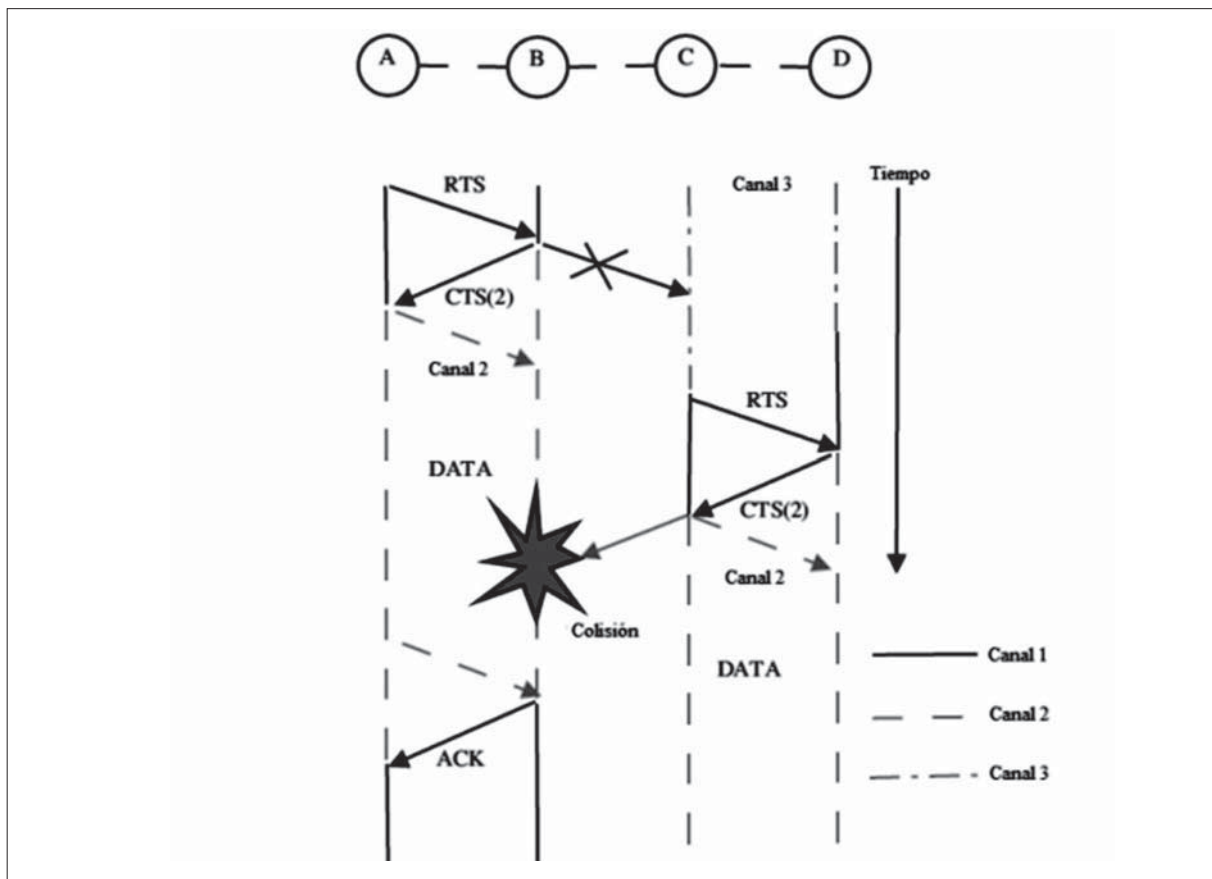 A
B
C
D
RTS
Canal 3
Tiempo
CTS(2)
Canal 2
RTS
DATA
CTS(2)
Canal 2
Colisión
Canal 1
DATA
Canal 2
ACK
Canal 3